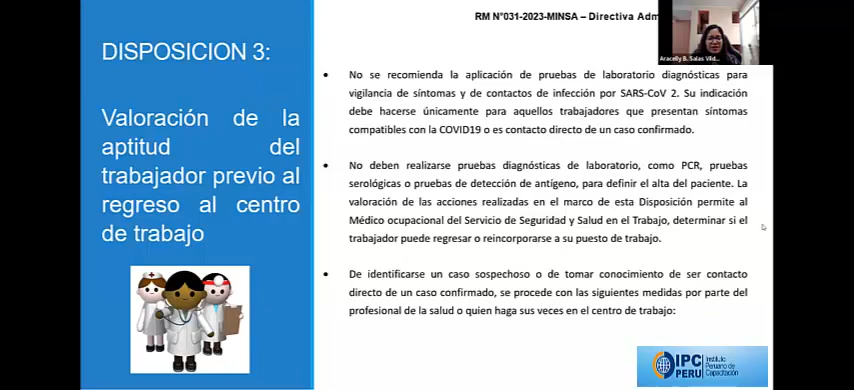 RM N°031-2023-MINSA – Directiva Adm
Aracelly B. Salas Vild...
DISPOSICION 3:
Valoración de la
aptitud del
trabajador previo al
regreso al centro
de trabajo
• No se recomienda la aplicación de pruebas de laboratorio diagnósticas para
vigilancia de síntomas y de contactos de infección por SARS-CoV 2. Su indicación
debe hacerse únicamente para aquellos trabajadores que presentan síntomas
compatibles con la COVID19 o es contacto directo de un caso confirmado.
• No deben realizarse pruebas diagnósticas de laboratorio, como PCR, pruebas
serológicas o pruebas de detección de antígeno, para definir el alta del paciente. La
valoración de las acciones realizadas en el marco de esta Disposición permite al
Médico ocupacional del Servicio de Seguridad y Salud en el Trabajo, determinar si el
trabajador puede regresar o reincorporarse a su puesto de trabajo.
• De identificarse un caso sospechoso o de tomar conocimiento de ser contacto
directo de un caso confirmado, se procede con las siguientes medidas por parte del
profesional de la salud o quien haga sus veces en el centro de trabajo:
IPC
PERU
Instituto
Peruano de
Capacitación